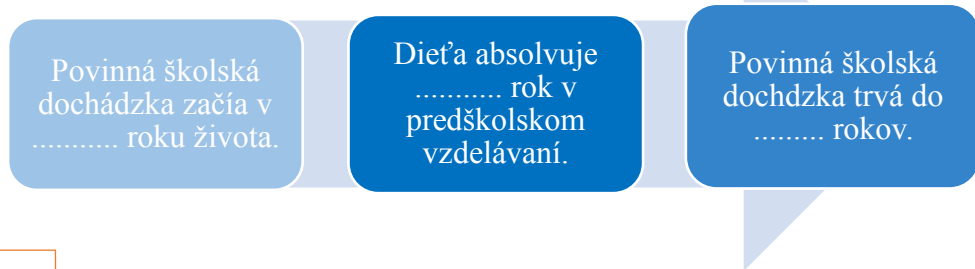 Povinná školská
dochádzka začía v
........... roku života.
Dieťa absolvuje
........... rok v
predškolskom
vzdelávaní.
Povinná školská
dochdzka trvá do
......... rokov.